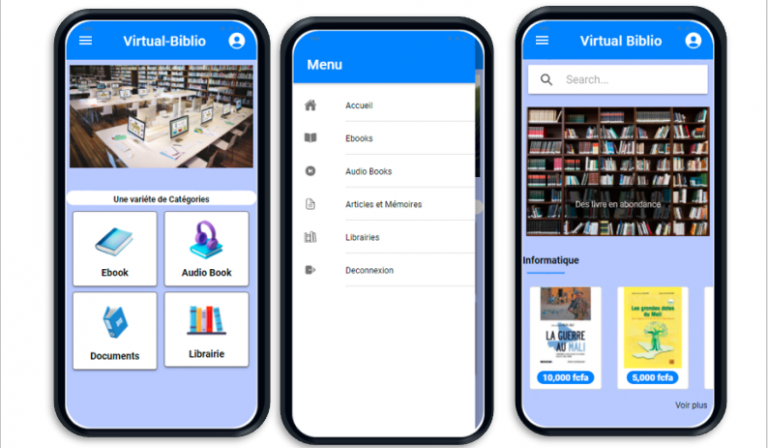 Virtual-Biblio
Une variéte de Catégories
Ebook
Audio Book
Documents
Librairie
Menu
Accueil
Ebooks
Audio Books
Articles et Mémoires
Librairies
Deconnexion
Virtual Biblio
Search...
Des livre en abondance
Informatique
LA GUERRE
AU MALI
10,000 fcfa
Les grandes dates
du Mali
5,000 fcfa
Voir plus